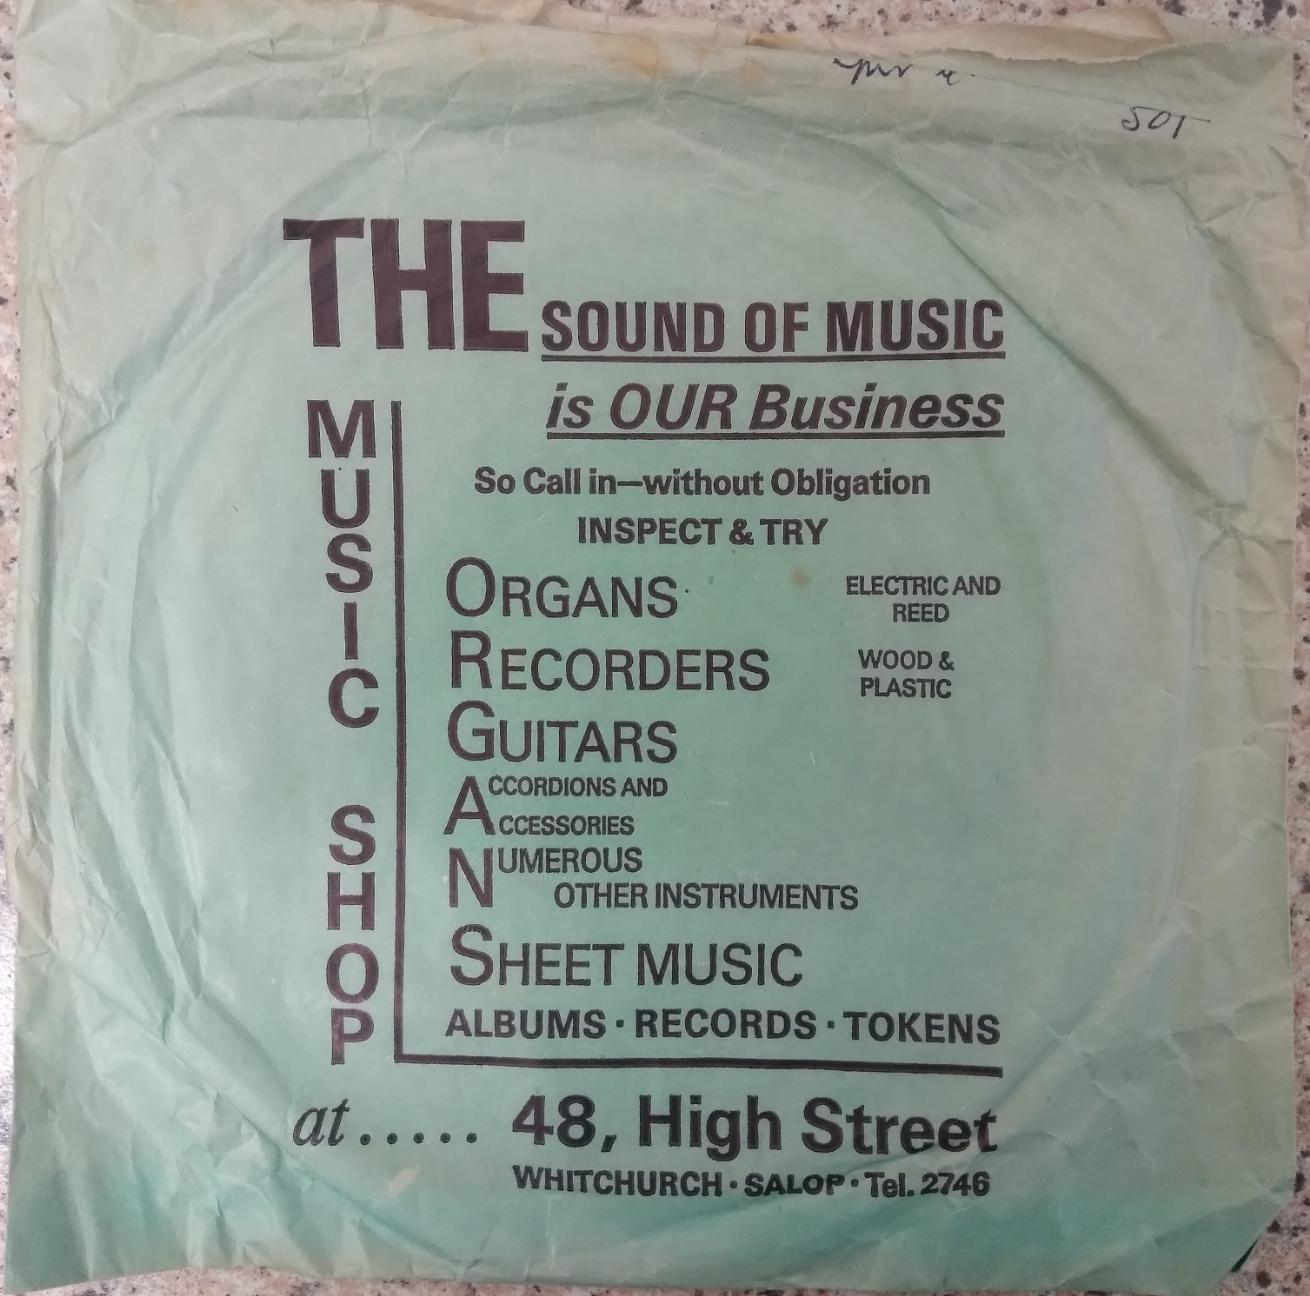 501
THE SOUND OF MUSIC
is OUR Business
MUSIC SHOP
So Call in—without Obligation
INSPECT & TRY
ORGANS ELECTRIC AND REED
RECORDERS WOOD & PLASTIC
GUITARS
ACCORDIONS AND
ACCESSORIES
NUMEROUS
OTHER INSTRUMENTS
SHEET MUSIC
ALBUMS · RECORDS · TOKENS
at..... 48, High Street
WHITCHURCH · SALOP · Tel. 2746